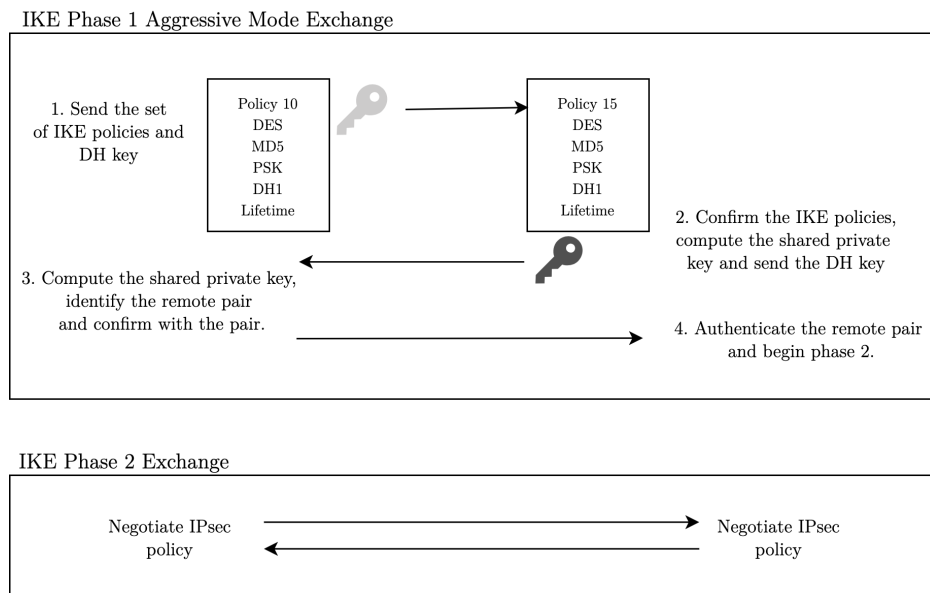 IKE Phase 1 Aggressive Mode Exchange
1. Send the set
of IKE policies and
DH key
Policy 10
DES
MD5
PSK
DH1
Lifetime
Policy 15
DES
MD5
PSK
DH1
Lifetime
2. Confirm the IKE policies,
compute the shared private
key and send the DH key
3. Compute the shared private key,
identify the remote pair
and confirm with the pair.
4. Authenticate the remote pair
and begin phase 2.
IKE Phase 2 Exchange
Negotiate IPsec
policy
Negotiate IPsec
policy